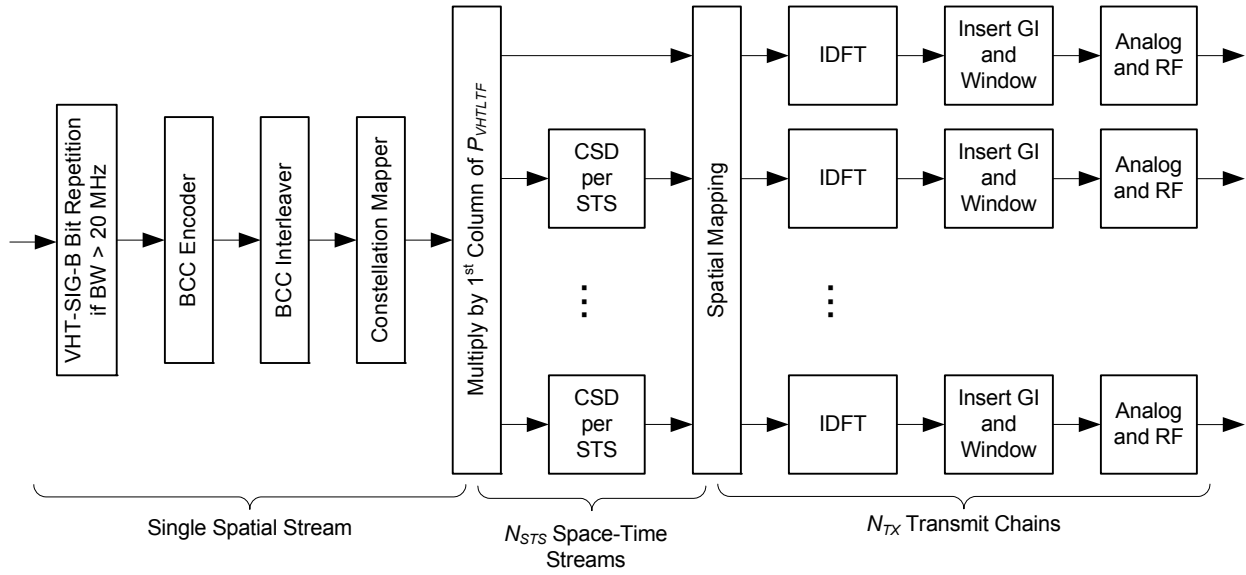 VHT-SIG-B Bit Repetition
if BW > 20 MHz
BCC Encoder
BCC Interleaver
Constellation Mapper
Multiply by 1st Column of PVHTLTF
CSD
per
STS
CSD
per
STS
Spatial Mapping
IDFT
Insert GI
and
Window
Analog
and RF
IDFT
Insert GI
and
Window
Analog
and RF
IDFT
Insert GI
and
Window
Analog
and RF
Single Spatial Stream
NSTS Space-Time
Streams
NTX Transmit Chains